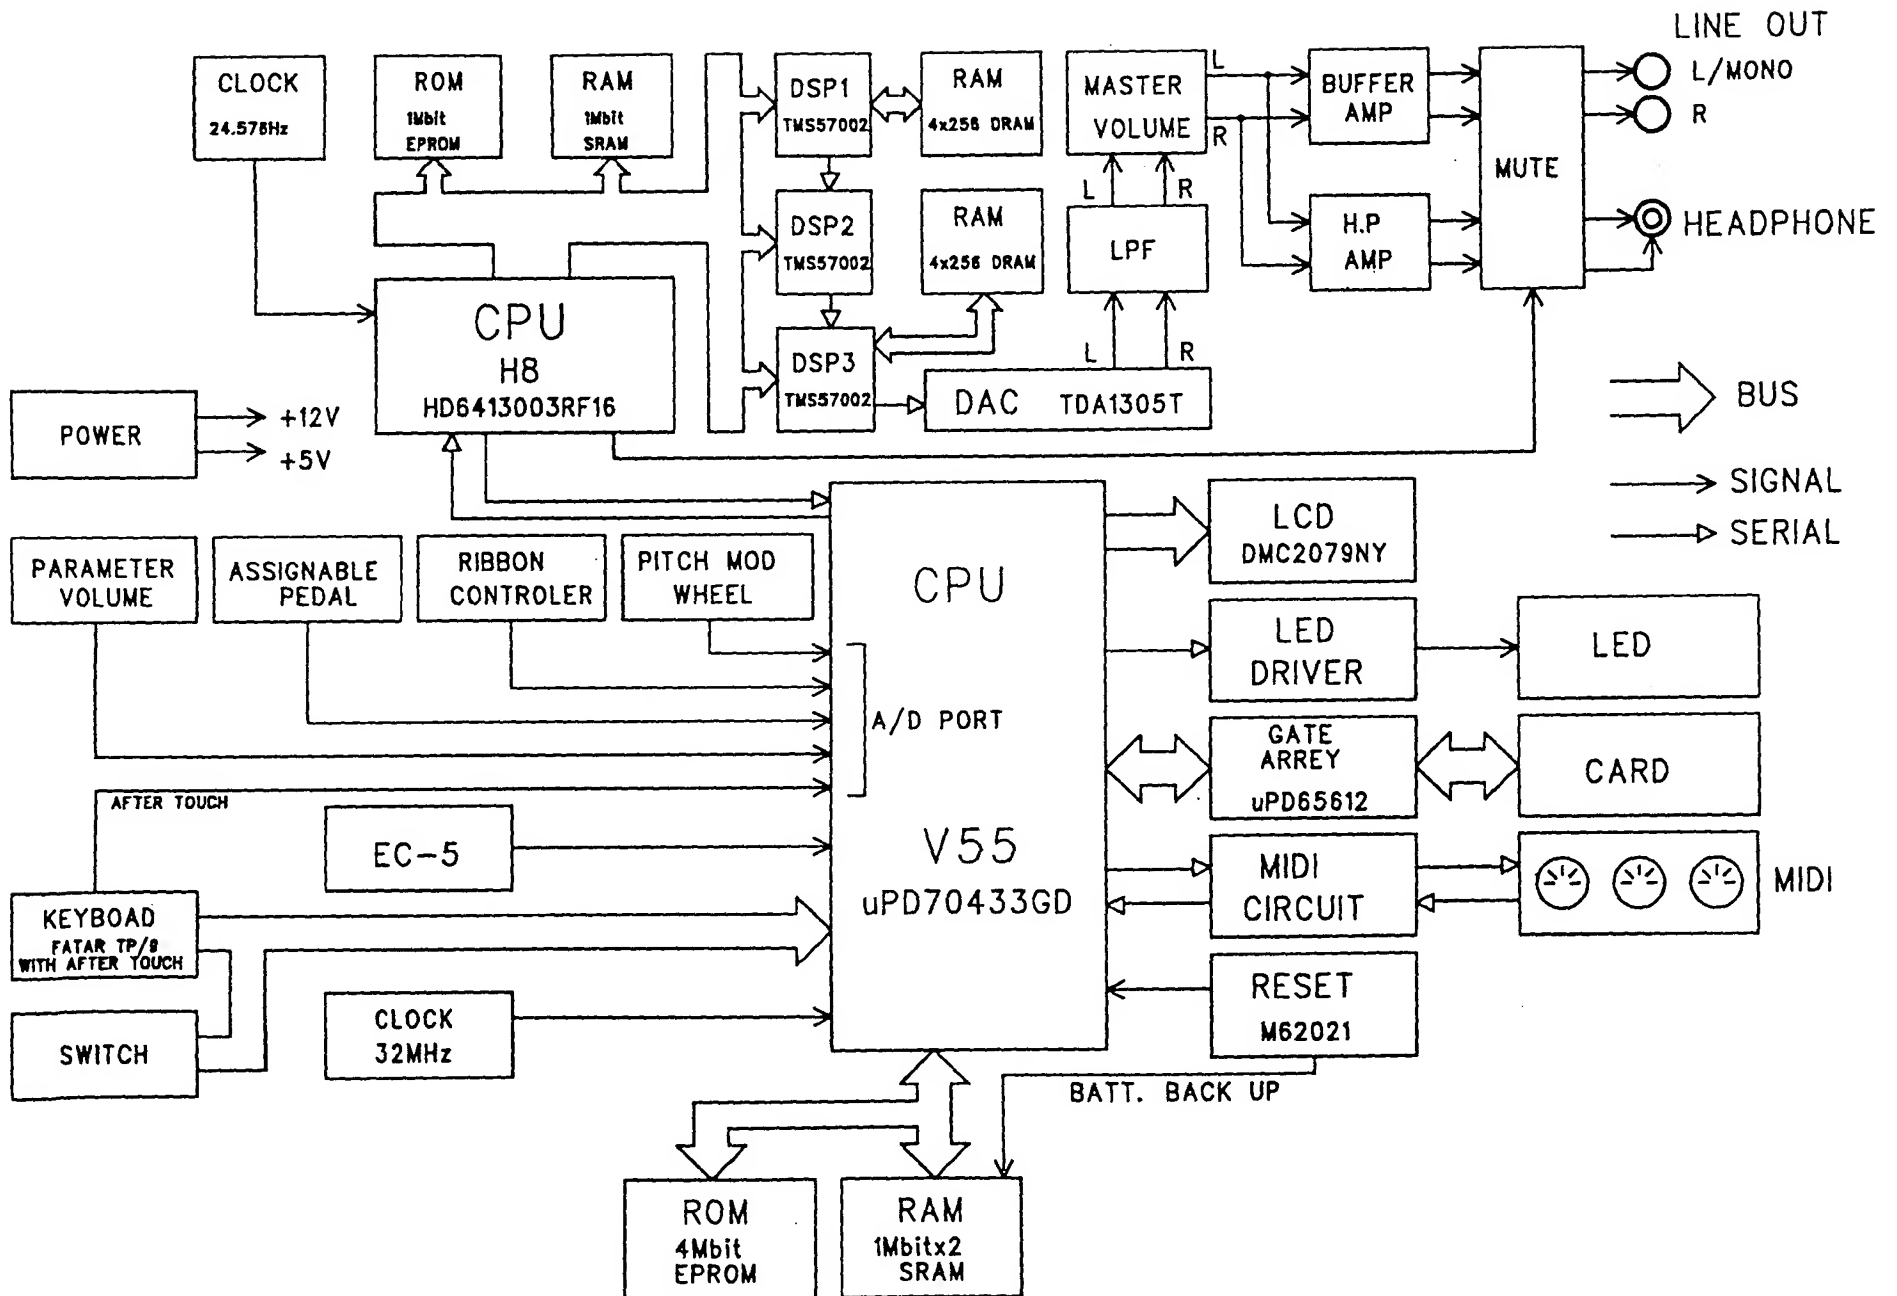 LINE OUT
L/MONO
R
HEADPHONE
CLOCK
24.576Hz
ROM
1Mbit
EPROM
RAM
1Mbit
SRAM
DSP1
TMS57002
RAM
4x256 DRAM
MASTER
VOLUME
L
R
BUFFER
AMP
MUTE
DSP2
TMS57002
RAM
4x256 DRAM
L
R
LPF
H.P
AMP
CPU
H8
HD6413003RF16
DSP3
TMS57002
L
R
DAC TDA1305T
BUS
SIGNAL
SERIAL
POWER
+12V
+5V
PARAMETER
VOLUME
ASSIGNABLE
PEDAL
RIBBON
CONTROLER
PITCH MOD
WHEEL
CPU
A/D PORT
V55
uPD70433GD
LCD
DMC2079NY
LED
DRIVER
LED
GATE
ARREY
uPD65612
CARD
AFTER TOUCH
EC-5
MIDI
CIRCUIT
MIDI
KEYBOAD
FATAR TP/9
WITH AFTER TOUCH
SWITCH
CLOCK
32MHz
RESET
M62021
BATT. BACK UP
ROM
4Mbit
EPROM
RAM
1Mbitx2
SRAM